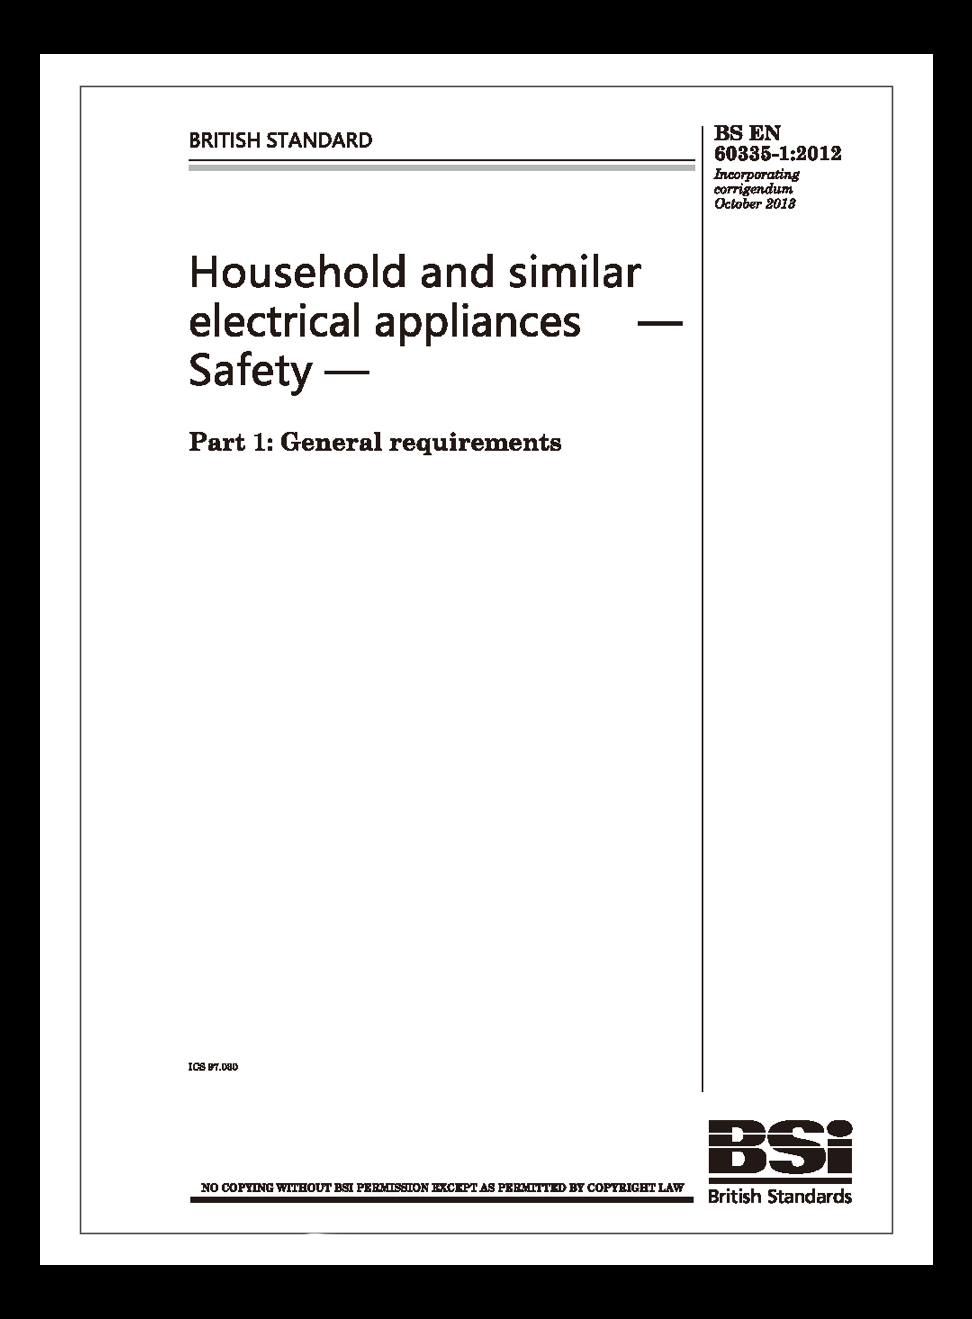 BRITISH STANDARD
BS EN
60335-1:2012
Incorporating
corrigendum
October 2013
Household and similar
electrical appliances —
Safety —
Part 1: General requirements
ICS 97.030
BSi
British Standards
NO COPYING WITHOUT BSI PERMISSION EXCEPT AS PERMITTED BY COPYRIGHT LAW